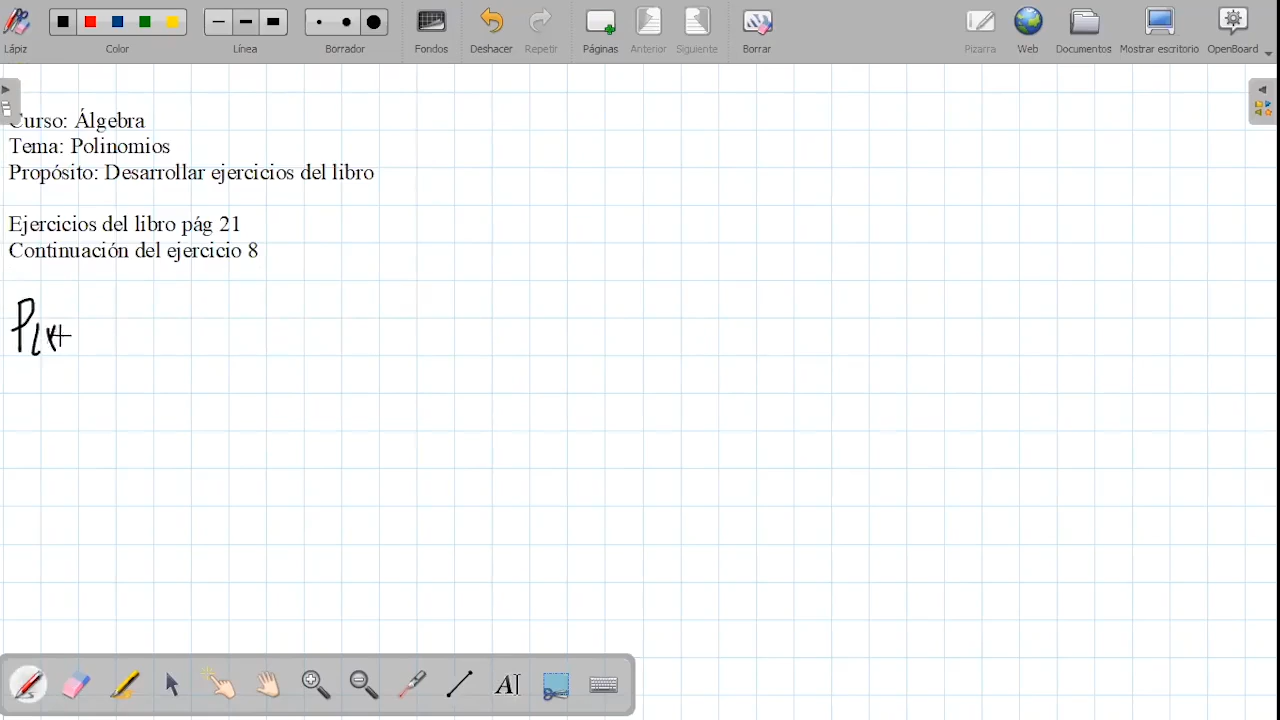 Lápiz Color Línea Borrador Fondos Deshacer Repetir Páginas Anterior Siguiente Borrar Pizarra Web Documentos Mostrar escritorio OpenBoard
Curso: Álgebra
Tema: Polinomios
Propósito: Desarrollar ejercicios del libro
Ejercicios del libro pág 21
Continuación del ejercicio 8
P(x+